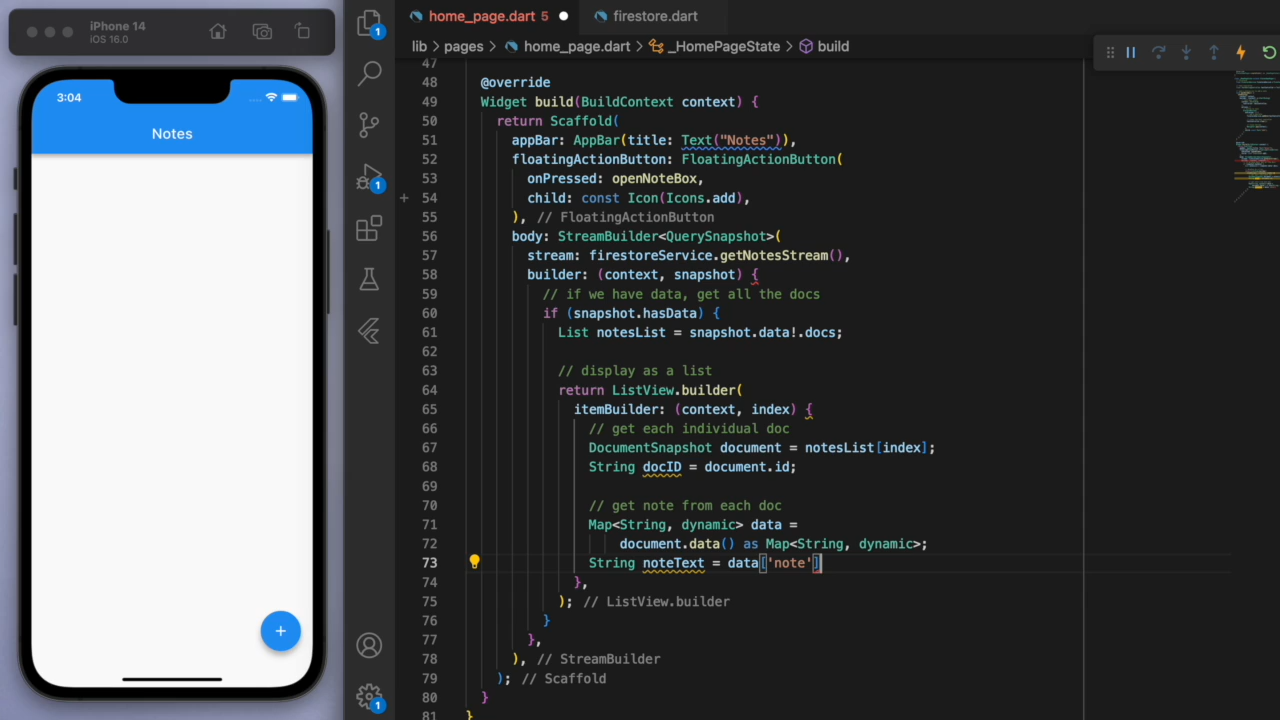 iPhone 14
iOS 16.0
3:04
Notes
+
1
1
1
home_page.dart 5
firestore.dart
lib > pages > home_page.dart > _HomePageState > build
47
48 @override
49 Widget build(BuildContext context) {
50 return Scaffold(
51 appBar: AppBar(title: Text("Notes")),
52 floatingActionButton: FloatingActionButton(
53 onPressed: openNoteBox,
+ 54 child: const Icon(Icons.add),
55 ), // FloatingActionButton
56 body: StreamBuilder<QuerySnapshot>(
57 stream: firestoreService.getNotesStream(),
58 builder: (context, snapshot) {
59 // if we have data, get all the docs
60 if (snapshot.hasData) {
61 List notesList = snapshot.data!.docs;
62
63 // display as a list
64 return ListView.builder(
65 itemBuilder: (context, index) {
66 // get each individual doc
67 DocumentSnapshot document = notesList[index];
68 String docID = document.id;
69
70 // get note from each doc
71 Map<String, dynamic> data =
72 document.data() as Map<String, dynamic>;
73 String noteText = data['note']
74 },
75 ); // ListView.builder
76 }
77 },
78 ), // StreamBuilder
79 ); // Scaffold
80 }
81 }